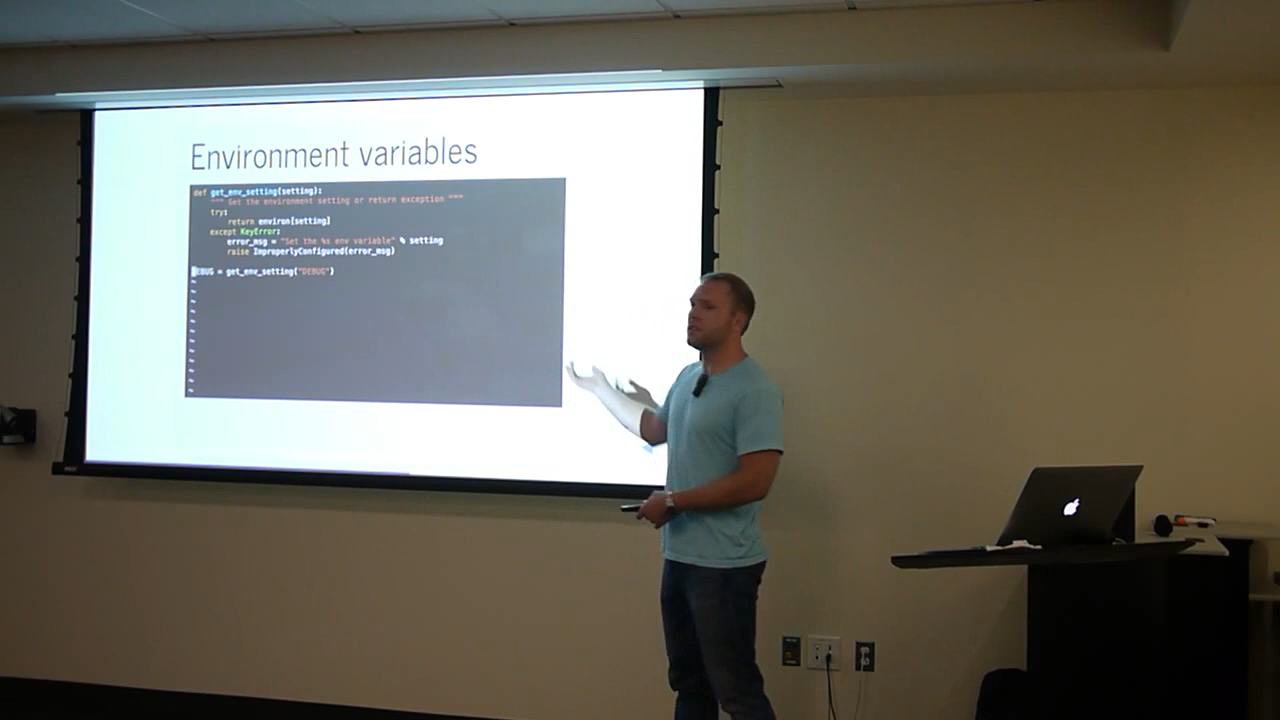 Environment variables
def get_env_setting(setting):
""" Get the environment setting or return exception """
try:
return environ[setting]
except KeyError:
error_msg = "Set the %s env variable" % setting
raise ImproperlyConfigured(error_msg)
DEBUG = get_env_setting("DEBUG")
~
~
~
~
~
~
~
~
~
~
~
~